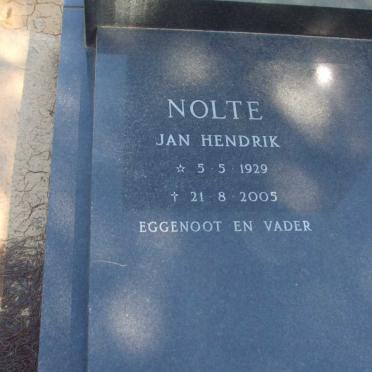 NOLTE
JAN HENDRIK
☆ 5 · 5 · 1929
† 21 · 8 · 2005
EGGENOOT EN VADER